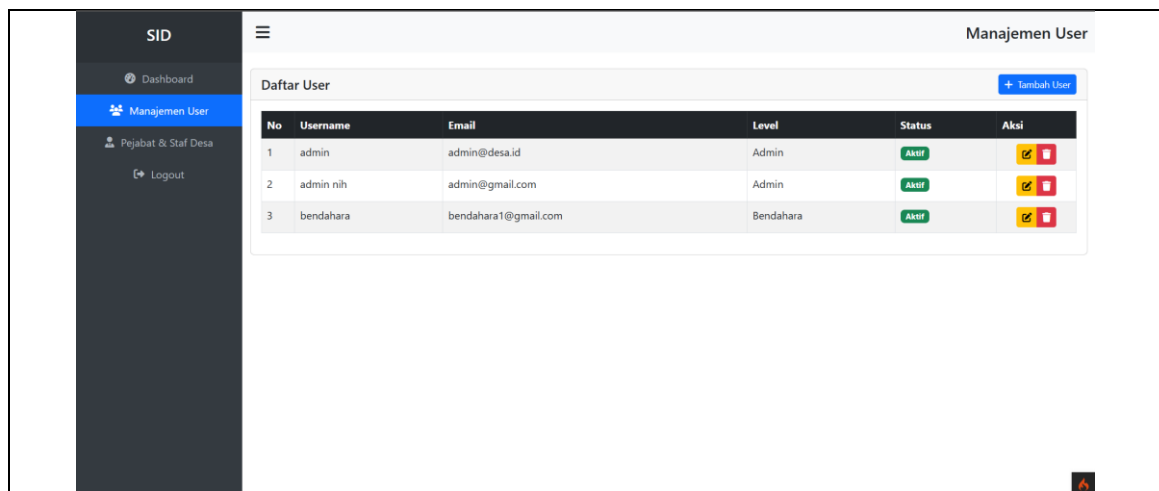 SID
Manajemen User
Dashboard
Manajemen User
Pejabat & Staf Desa
Logout
Daftar User
+ Tambah User
No Username Email Level Status Aksi
1 admin admin@desa.id Admin Aktif
2 admin nih admin@gmail.com Admin Aktif
3 bendahara bendahara1@gmail.com Bendahara Aktif